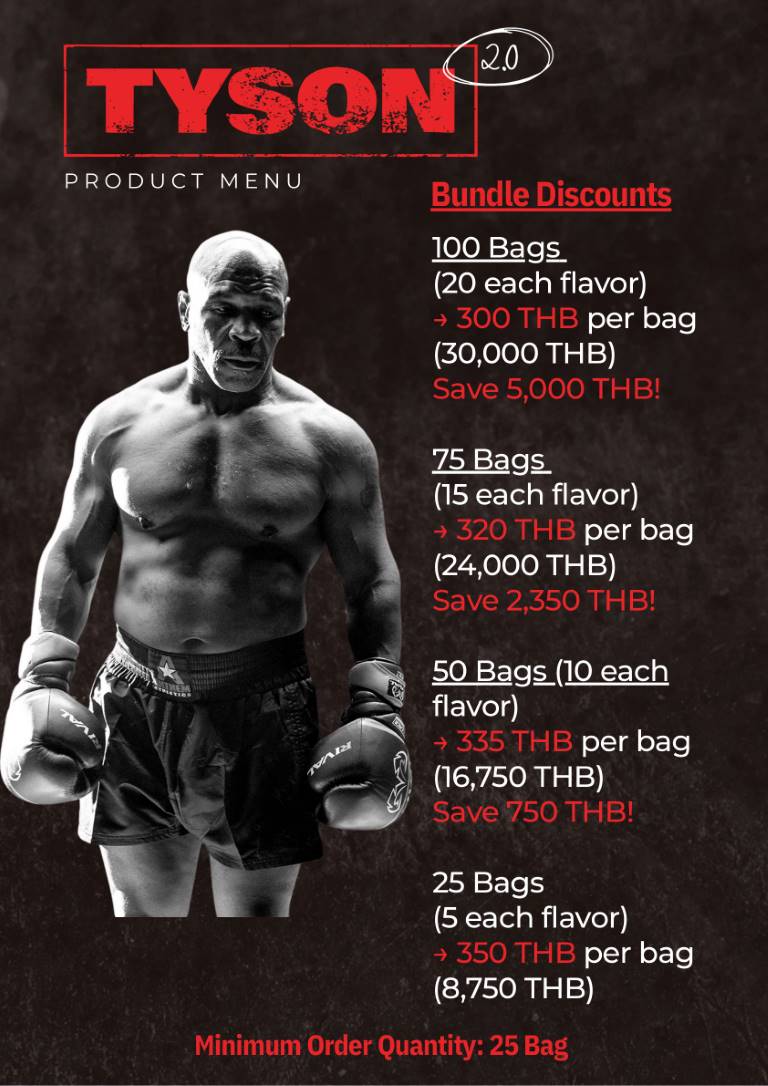 TYSON
2.0
PRODUCT MENU
Bundle Discounts
100 Bags
(20 each flavor)
→ 300 THB per bag
(30,000 THB)
Save 5,000 THB!
75 Bags
(15 each flavor)
→ 320 THB per bag
(24,000 THB)
Save 2,350 THB!
50 Bags (10 each
flavor)
→ 335 THB per bag
(16,750 THB)
Save 750 THB!
25 Bags
(5 each flavor)
→ 350 THB per bag
(8,750 THB)
RIVAL
RIVAL
Minimum Order Quantity: 25 Bag